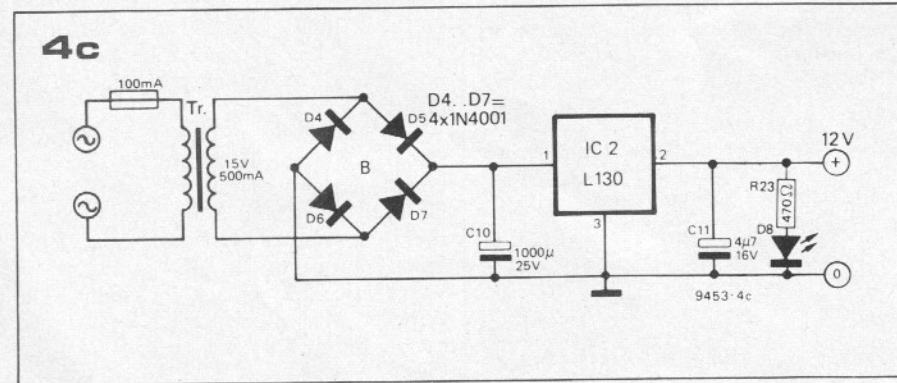 4c
100mA
Tr.
15V
500mA
D4
D5
D6
D7
B
D4. .D7=
4x1N4001
C10
1000µ
25V
1
IC 2
L130
2
3
C11
4µ7
16V
R23
470Ω
D8
12V
+
0
9453-4c